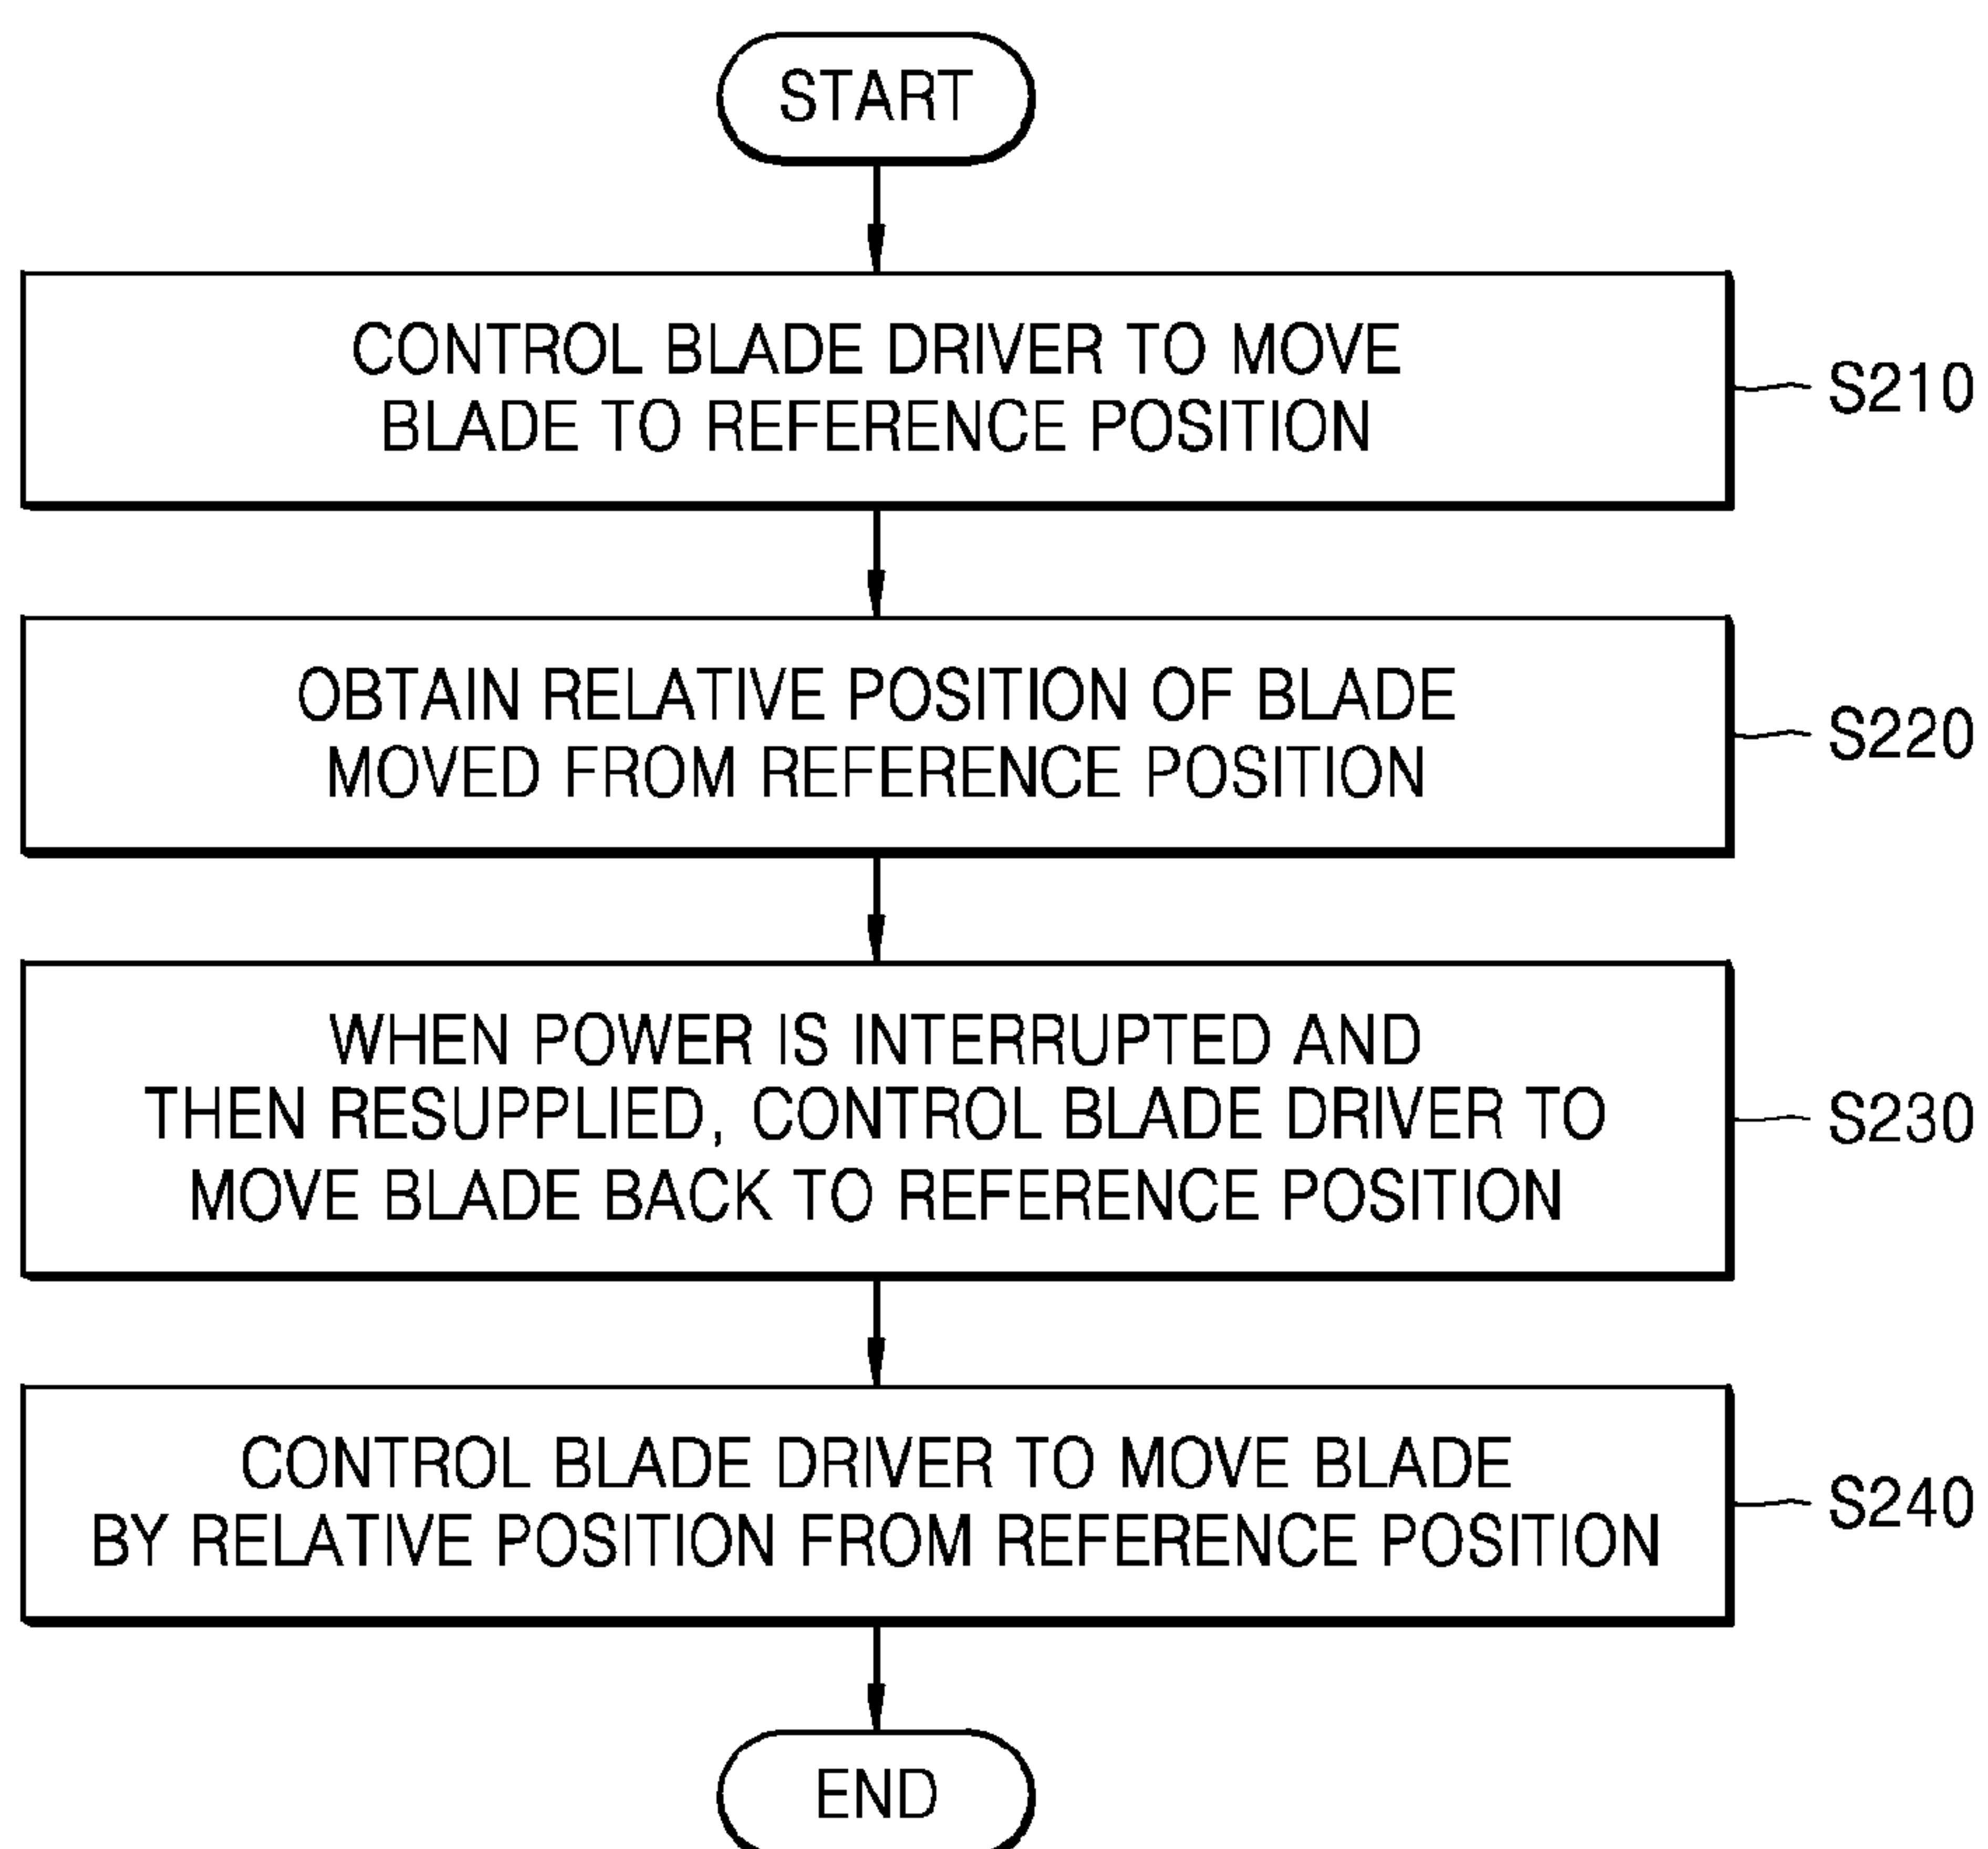 START
CONTROL BLADE DRIVER TO MOVE
BLADE TO REFERENCE POSITION
S210
OBTAIN RELATIVE POSITION OF BLADE
MOVED FROM REFERENCE POSITION
S220
WHEN POWER IS INTERRUPTED AND
THEN RESUPPLIED, CONTROL BLADE DRIVER TO
MOVE BLADE BACK TO REFERENCE POSITION
S230
CONTROL BLADE DRIVER TO MOVE BLADE
BY RELATIVE POSITION FROM REFERENCE POSITION
S240
END